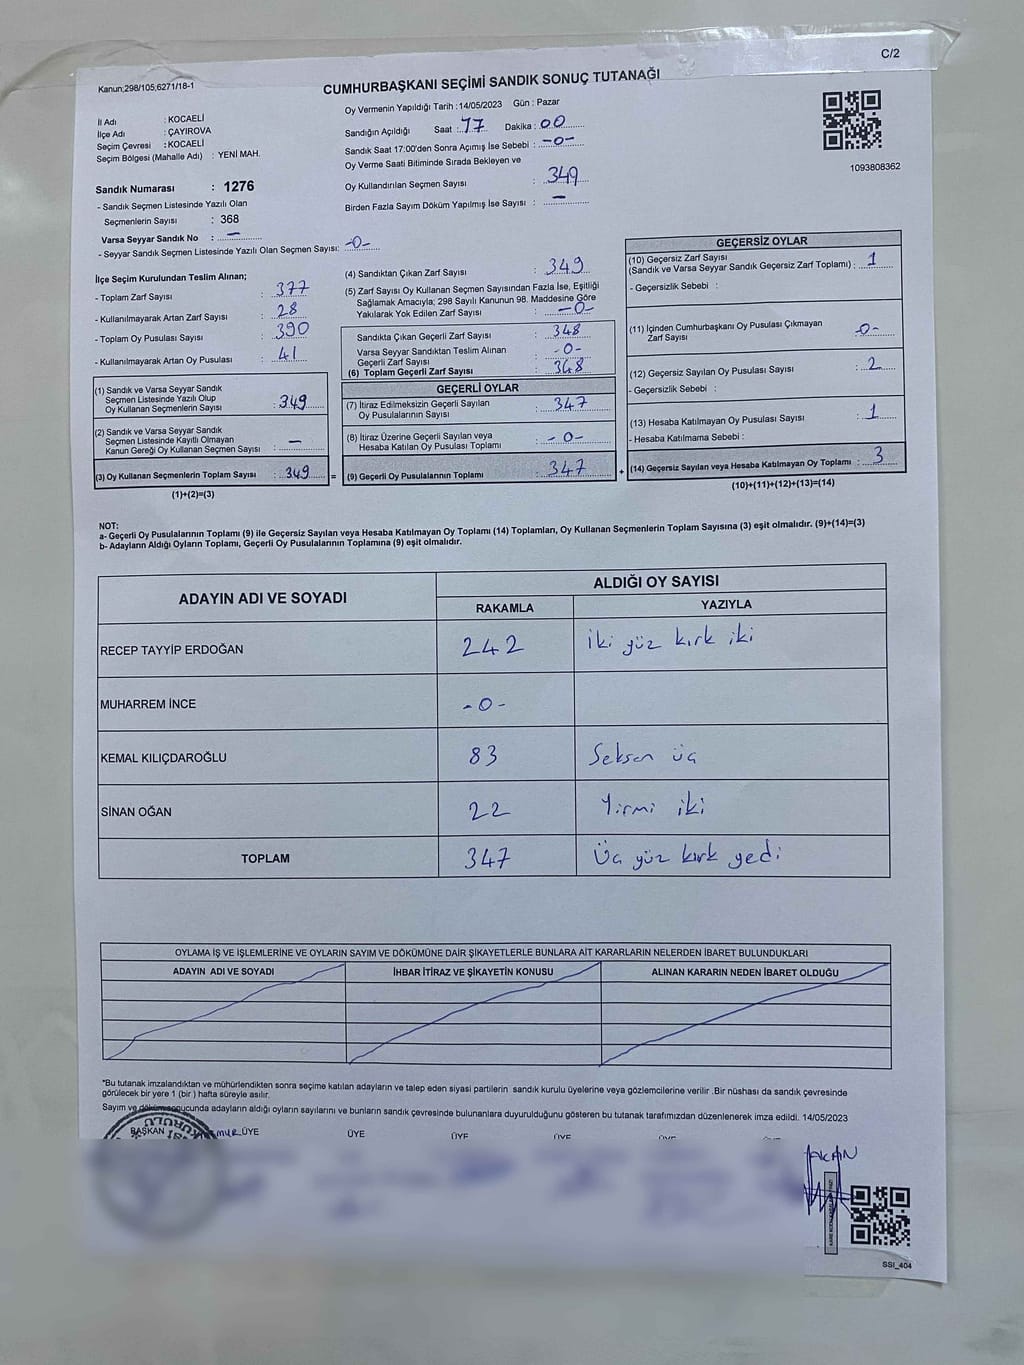 C/2
Kanun;298/105,6271/18-1
CUMHURBAŞKANI SEÇİMİ SANDIK SONUÇ TUTANAĞI
İl Adı : KOCAELİ
İlçe Adı : ÇAYIROVA
Seçim Çevresi : KOCAELİ
Seçim Bölgesi (Mahalle Adı) : YENİ MAH.
Oy Vermenin Yapıldığı Tarih :14/05/2023 Gün : Pazar
Sandığın Açıldığı Saat : 17 Dakika : 00
Sandık Saat 17:00'den Sonra Açımış İse Sebebi : -0-
Oy Verme Saati Bitiminde Sırada Bekleyen ve
Oy Kullandırılan Seçmen Sayısı : 349
Birden Fazla Sayım Döküm Yapılmış İse Sayısı : -
1093808362
Sandık Numarası : 1276
- Sandık Seçmen Listesinde Yazılı Olan
Seçmenlerin Sayısı : 368
Varsa Seyyar Sandık No : -
- Seyyar Sandık Seçmen Listesinde Yazılı Olan Seçmen Sayısı: -0-
İlçe Seçim Kurulundan Teslim Alınan;
- Toplam Zarf Sayısı : 377
- Kullanılmayarak Artan Zarf Sayısı : 28
- Toplam Oy Pusulası Sayısı : 390
- Kullanılmayarak Artan Oy Pusulası : 41
(1) Sandık ve Varsa Seyyar Sandık
Seçmen Listesinde Yazılı Olup
Oy Kullanan Seçmenlerin Sayısı : 349
(2) Sandık ve Varsa Seyyar Sandık
Seçmen Listesinde Kayıtlı Olmayan
Kanun Gereği Oy Kullanan Seçmen Sayısı : -
(3) Oy Kullanan Seçmenlerin Toplam Sayısı : 349 =
(1)+(2)=(3)
(4) Sandıktan Çıkan Zarf Sayısı : 349
(5) Zarf Sayısı Oy Kullanan Seçmen Sayısından Fazla İse, Eşitliği
Sağlamak Amacıyla; 298 Sayılı Kanunun 98. Maddesine Göre
Yakılarak Yok Edilen Zarf Sayısı : -0-
Sandıkta Çıkan Geçerli Zarf Sayısı : 348
Varsa Seyyar Sandıktan Teslim Alınan
Geçerli Zarf Sayısı : -0-
(6) Toplam Geçerli Zarf Sayısı : 348
GEÇERLİ OYLAR
(7) İtiraz Edilmeksizin Geçerli Sayılan
Oy Pusulalarının Sayısı : 347
(8) İtiraz Üzerine Geçerli Sayılan veya
Hesaba Katılan Oy Pusulası Toplamı : -0-
(9) Geçerli Oy Pusulalarının Toplamı : 347 +
GEÇERSİZ OYLAR
(10) Geçersiz Zarf Sayısı
(Sandık ve Varsa Seyyar Sandık Geçersiz Zarf Toplamı) : 1
- Geçersizlik Sebebi :
(11) İçinden Cumhurbaşkanı Oy Pusulası Çıkmayan
Zarf Sayısı : -0-
(12) Geçersiz Sayılan Oy Pusulası Sayısı : 2
- Geçersizlik Sebebi :
(13) Hesaba Katılmayan Oy Pusulası Sayısı : 1
- Hesaba Katılmama Sebebi :
(14) Geçersiz Sayılan veya Hesaba Katılmayan Oy Toplamı : 3
(10)+(11)+(12)+(13)=(14)
NOT:
a- Geçerli Oy Pusulalarının Toplamı (9) ile Geçersiz Sayılan veya Hesaba Katılmayan Oy Toplamı (14) Toplamları, Oy Kullanan Seçmenlerin Toplam Sayısına (3) eşit olmalıdır. (9)+(14)=(3)
b- Adayların Aldığı Oyların Toplamı, Geçerli Oy Pusulalarının Toplamına (9) eşit olmalıdır.
ADAYIN ADI VE SOYADI ALDIĞI OY SAYISI
RAKAMLA YAZIYLA
RECEP TAYYİP ERDOĞAN 242 İki yüz kırk iki
MUHARREM İNCE -0-
KEMAL KILIÇDAROĞLU 83 Seksen üç
SİNAN OĞAN 22 Yirmi iki
TOPLAM 347 Üç yüz kırk yedi
OYLAMA İŞ VE İŞLEMLERİNE VE OYLARIN SAYIM VE DÖKÜMÜNE DAİR ŞİKAYETLERLE BUNLARA AİT KARARLARIN NELERDEN İBARET BULUNDUKLARI
ADAYIN ADI VE SOYADI İHBAR İTİRAZ VE ŞİKAYETİN KONUSU ALINAN KARARIN NEDEN İBARET OLDUĞU
*Bu tutanak imzalandıktan ve mühürlendikten sonra seçime katılan adayların ve talep eden siyasi partilerin sandık kurulu üyelerine veya gözlemcilerine verilir .Bir nüshası da sandık çevresinde
görülecek bir yere 1 (bir ) hafta süreyle asılır.
Sayım ve döküm sonucunda adayların aldığı oyların sayılarını ve bunların sandık çevresinde bulunanlara duyurulduğunu gösteren bu tutanak tarafımızdan düzenlenerek imza edildi. 14/05/2023
BAŞKAN ÜYE ÜYE ÜYE ÜYE
SSI_404